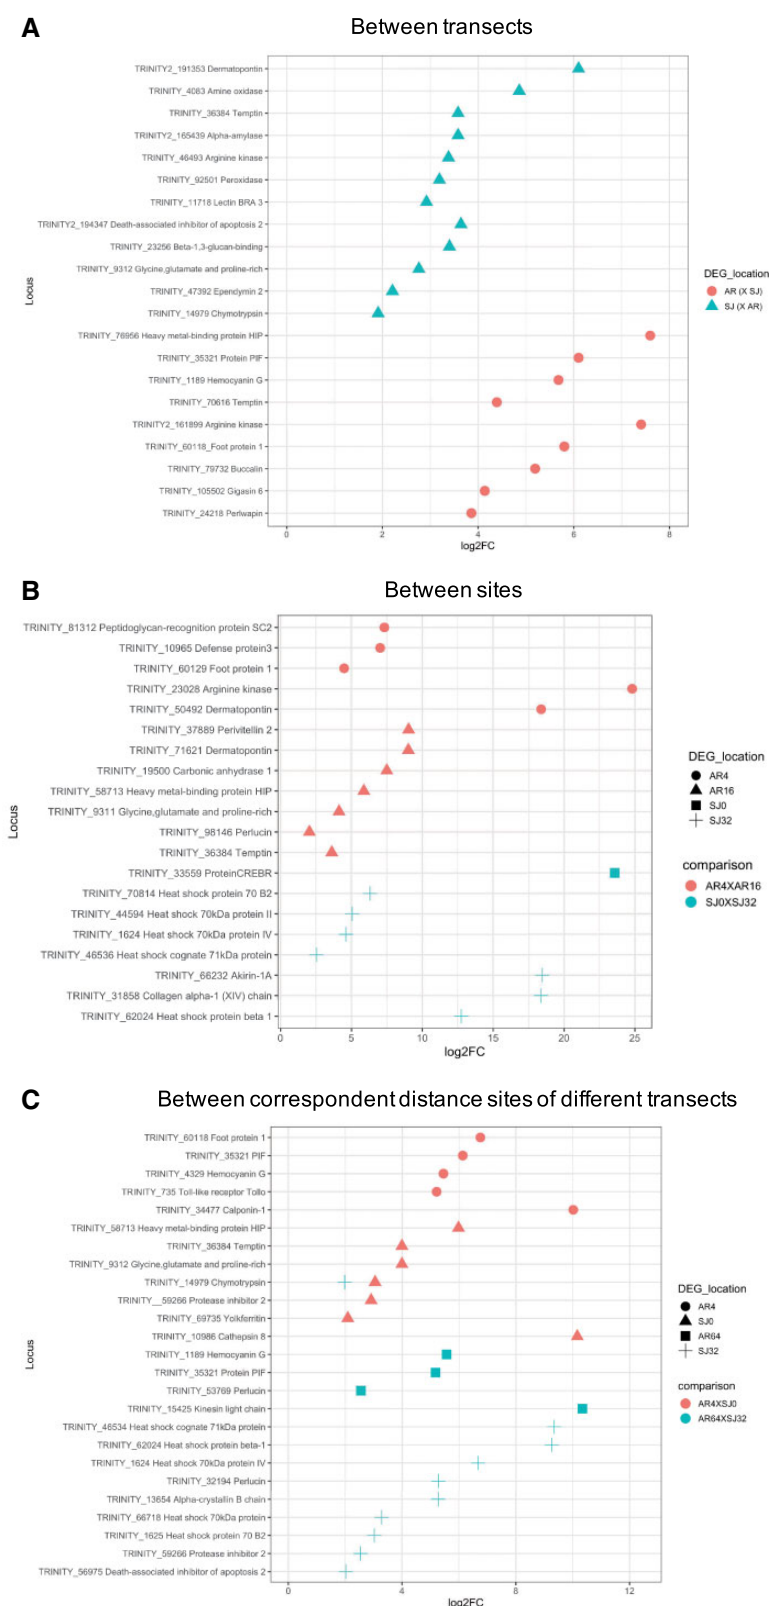 A
Between transects
TRINITY2_191353 Dermatopontin
TRINITY_4083 Amine oxidase
TRINITY_36384 Temptin
TRINITY2_165439 Alpha-amylase
TRINITY_46493 Arginine kinase
TRINITY_92501 Peroxidase
TRINITY_11718 Lectin BRA 3
TRINITY2_194347 Death-associated inhibitor of apoptosis 2
TRINITY_23256 Beta-1,3-glucan-binding
TRINITY_9312 Glycine,glutamate and proline-rich
TRINITY_47392 Ependymin 2
TRINITY_14979 Chymotrypsin
TRINITY_76956 Heavy metal-binding protein HIP
TRINITY_35321 Protein PIF
TRINITY_1189 Hemocyanin G
TRINITY_70616 Temptin
TRINITY2_161899 Arginine kinase
TRINITY_60118_Foot protein 1
TRINITY_79732 Buccalin
TRINITY_105502 Gigasin 6
TRINITY_24218 Perlwapin
Locus
0 2 4 6 8
log2FC
DEG_location
AR (X SJ)
SJ (X AR)
B
Between sites
TRINITY_81312 Peptidoglycan-recognition protein SC2
TRINITY_10965 Defense protein3
TRINITY_60129 Foot protein 1
TRINITY_23028 Arginine kinase
TRINITY_50492 Dermatopontin
TRINITY_37889 Perivitellin 2
TRINITY_71621 Dermatopontin
TRINITY_19500 Carbonic anhydrase 1
TRINITY_58713 Heavy metal-binding protein HIP
TRINITY_9311 Glycine,glutamate and proline-rich
TRINITY_98146 Perlucin
TRINITY_36384 Temptin
TRINITY_33559 ProteinCREBR
TRINITY_70814 Heat shock protein 70 B2
TRINITY_44594 Heat shock 70kDa protein II
TRINITY_1624 Heat shock 70kDa protein IV
TRINITY_46536 Heat shock cognate 71kDa protein
TRINITY_66232 Akirin-1A
TRINITY_31858 Collagen alpha-1 (XIV) chain
TRINITY_62024 Heat shock protein beta 1
Locus
0 5 10 15 20 25
log2FC
DEG_location
AR4
AR16
SJ0
SJ32
comparison
AR4XAR16
SJ0XSJ32
C
Between correspondent distance sites of different transects
TRINITY_60118 Foot protein 1
TRINITY_35321 PIF
TRINITY_4329 Hemocyanin G
TRINITY_735 Toll-like receptor Tollo
TRINITY_34477 Calponin-1
TRINITY_58713 Heavy metal-binding protein HIP
TRINITY_36384 Temptin
TRINITY_9312 Glycine,glutamate and proline-rich
TRINITY_14979 Chymotrypsin
TRINITY__59266 Protease inhibitor 2
TRINITY_69735 Yolkferritin
TRINITY_10986 Cathepsin 8
TRINITY_1189 Hemocyanin G
TRINITY_35321 Protein PIF
TRINITY_53769 Perlucin
TRINITY_15425 Kinesin light chain
TRINITY_46534 Heat shock cognate 71kDa protein
TRINITY_62024 Heat shock protein beta-1
TRINITY_1624 Heat shock 70kDa protein IV
TRINITY_32194 Perlucin
TRINITY_13654 Alpha-crystallin B chain
TRINITY_66718 Heat shock 70kDa protein
TRINITY_1625 Heat shock protein 70 B2
TRINITY_59266 Protease inhibitor 2
TRINITY_56975 Death-associated inhibitor of apoptosis 2
Locus
0 4 8 12
log2FC
DEG_location
AR4
SJ0
AR64
SJ32
comparison
AR4XSJ0
AR64XSJ32